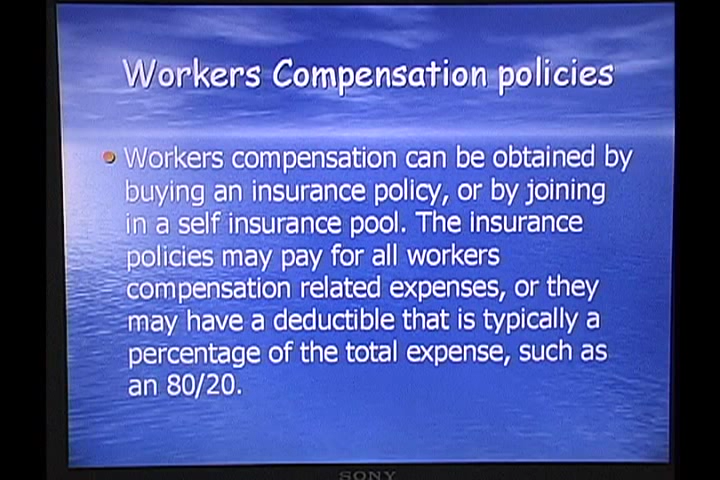 Workers Compensation policies
Workers compensation can be obtained by
buying an insurance policy, or by joining
in a self insurance pool. The insurance
policies may pay for all workers
compensation related expenses, or they
may have a deductible that is typically a
percentage of the total expense, such as
an 80/20.
SONY